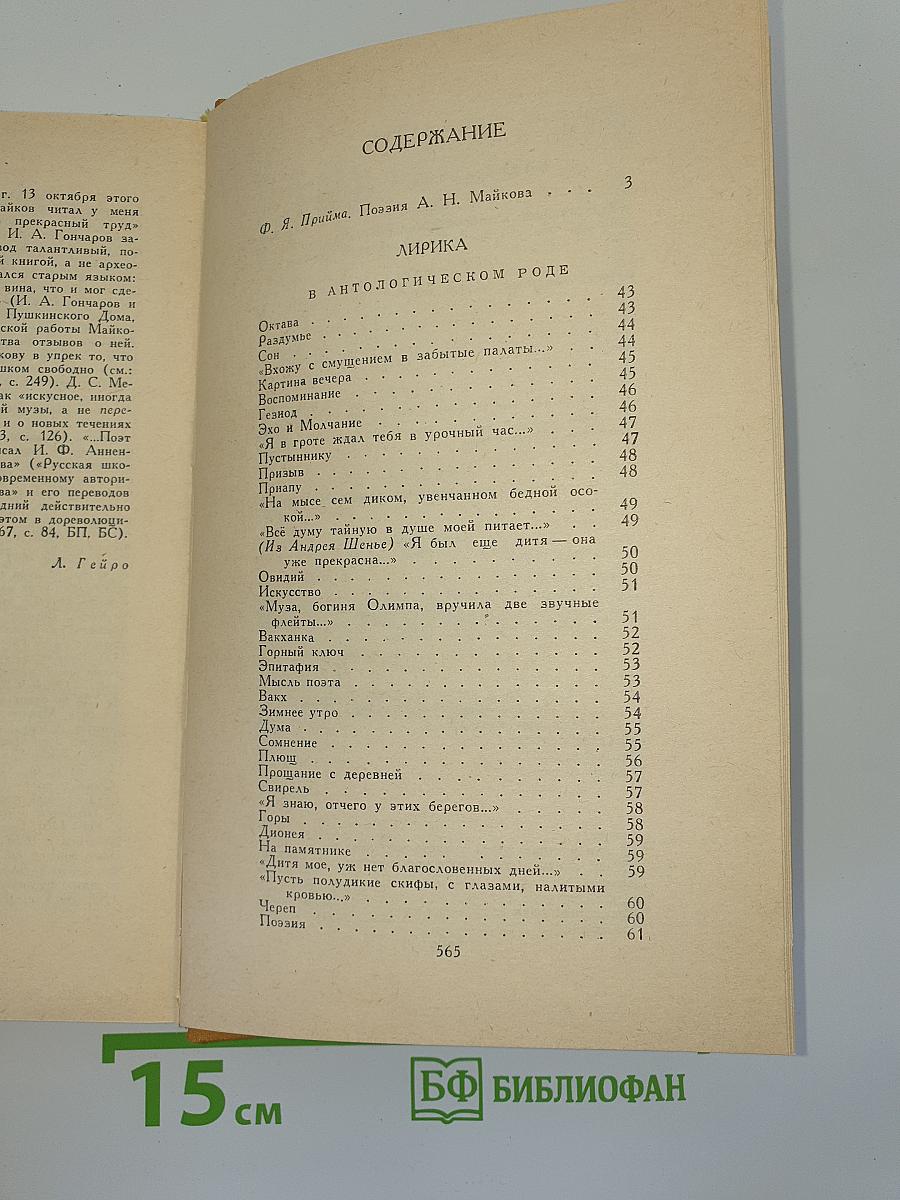 г. 13 октября этого
айков читал у меня
прекрасный труд»
И. А. Гончаров за-
вод талантливый, по-
й книгой, а не архео-
ался старым языком:
вина, что и мог сде-
(И. А. Гончаров и
Пушкинского Дома,
ской работы Майко-
ства отзывов о ней.
кову в упрек то, что
шком свободно (см.:
, с. 249). Д. С. Ме-
ак «искусное, иногда
й музы, а не пере-
и о новых течениях
3, с. 126). «...Поэт
сал И. Ф. Аннен-
ва» («Русская шко-
овременному автори-
ва» и его переводов
дний действительно
этом в дореволюци-
67, с. 84, БП, БС).
Л. Гейро
СОДЕРЖАНИЕ
Ф. Я. Прийма. Поэзия А. Н. Майкова . . . 3
ЛИРИКА
В АНТОЛОГИЧЕСКОМ РОДЕ
Октава . . . 43
Раздумье . . . 43
Сон . . . 44
«Вхожу с смущением в забытые палаты...» . . 44
Картина вечера . . . 45
Воспоминание . . . 45
Гезиод . . . 46
Эхо и Молчание . . . 46
«Я в гроте ждал тебя в урочный час...» . . . 47
Пустыннику . . . 47
Призыв . . . 48
Приапу . . . 48
«На мысе сем диком, увенчанном бедной осо-
кой...» . . . 49
«Всё думу тайную в душе моей питает...» . . 49
(Из Андрея Шенье) «Я был еще дитя — она
уже прекрасна...» . . . 50
Овидий . . . 50
Искусство . . . 51
«Муза, богиня Олимпа, вручила две звучные
флейты...» . . . 51
Вакханка . . . 52
Горный ключ . . . 52
Эпитафия . . . 53
Мысль поэта . . . 53
Вакх . . . 54
Зимнее утро . . . 54
Дума . . . 55
Сомнение . . . 55
Плющ . . . 56
Прощание с деревней . . . 57
Свирель . . . 57
«Я знаю, отчего у этих берегов...» . . . 58
Горы . . . 58
Дионея . . . 59
На памятнике . . . 59
«Дитя мое, уж нет благословенных дней...» . . 59
«Пусть полудикие скифы, с глазами, налитыми
кровью...» . . . 60
Череп . . . 60
Поэзия . . . 61
565
15 см
БФ БИБЛИОФАН